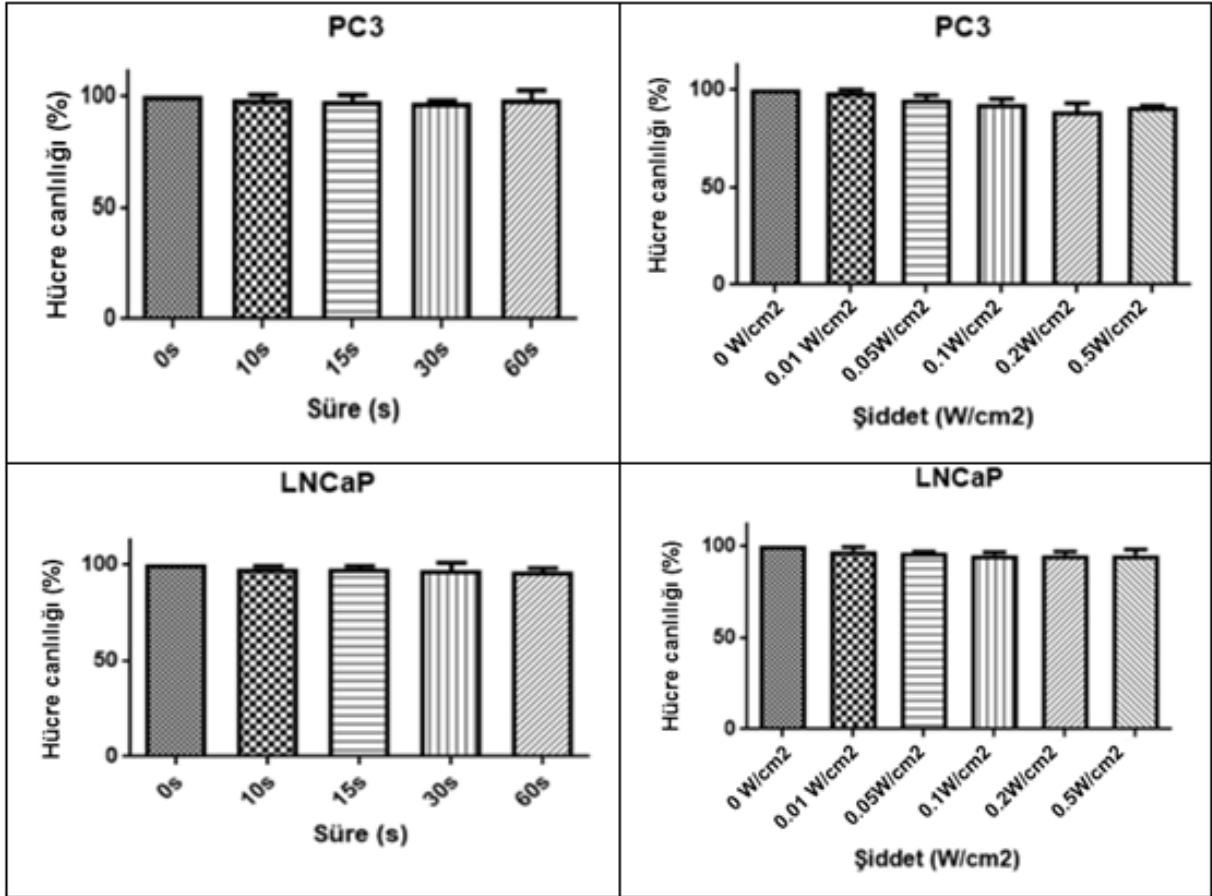 PC3
Hücre canlılığı (%)
100
50
0
0s
10s
15s
30s
60s
Süre (s)
PC3
Hücre canlılığı (%)
100
50
0
0 W/cm2
0.01 W/cm2
0.05W/cm2
0.1W/cm2
0.2W/cm2
0.5W/cm2
Şiddet (W/cm2)
LNCaP
Hücre canlılığı (%)
100
50
0
0s
10s
15s
30s
60s
Süre (s)
LNCaP
Hücre canlılığı (%)
100
50
0
0 W/cm2
0.01 W/cm2
0.05W/cm2
0.1W/cm2
0.2W/cm2
0.5W/cm2
Şiddet (W/cm2)